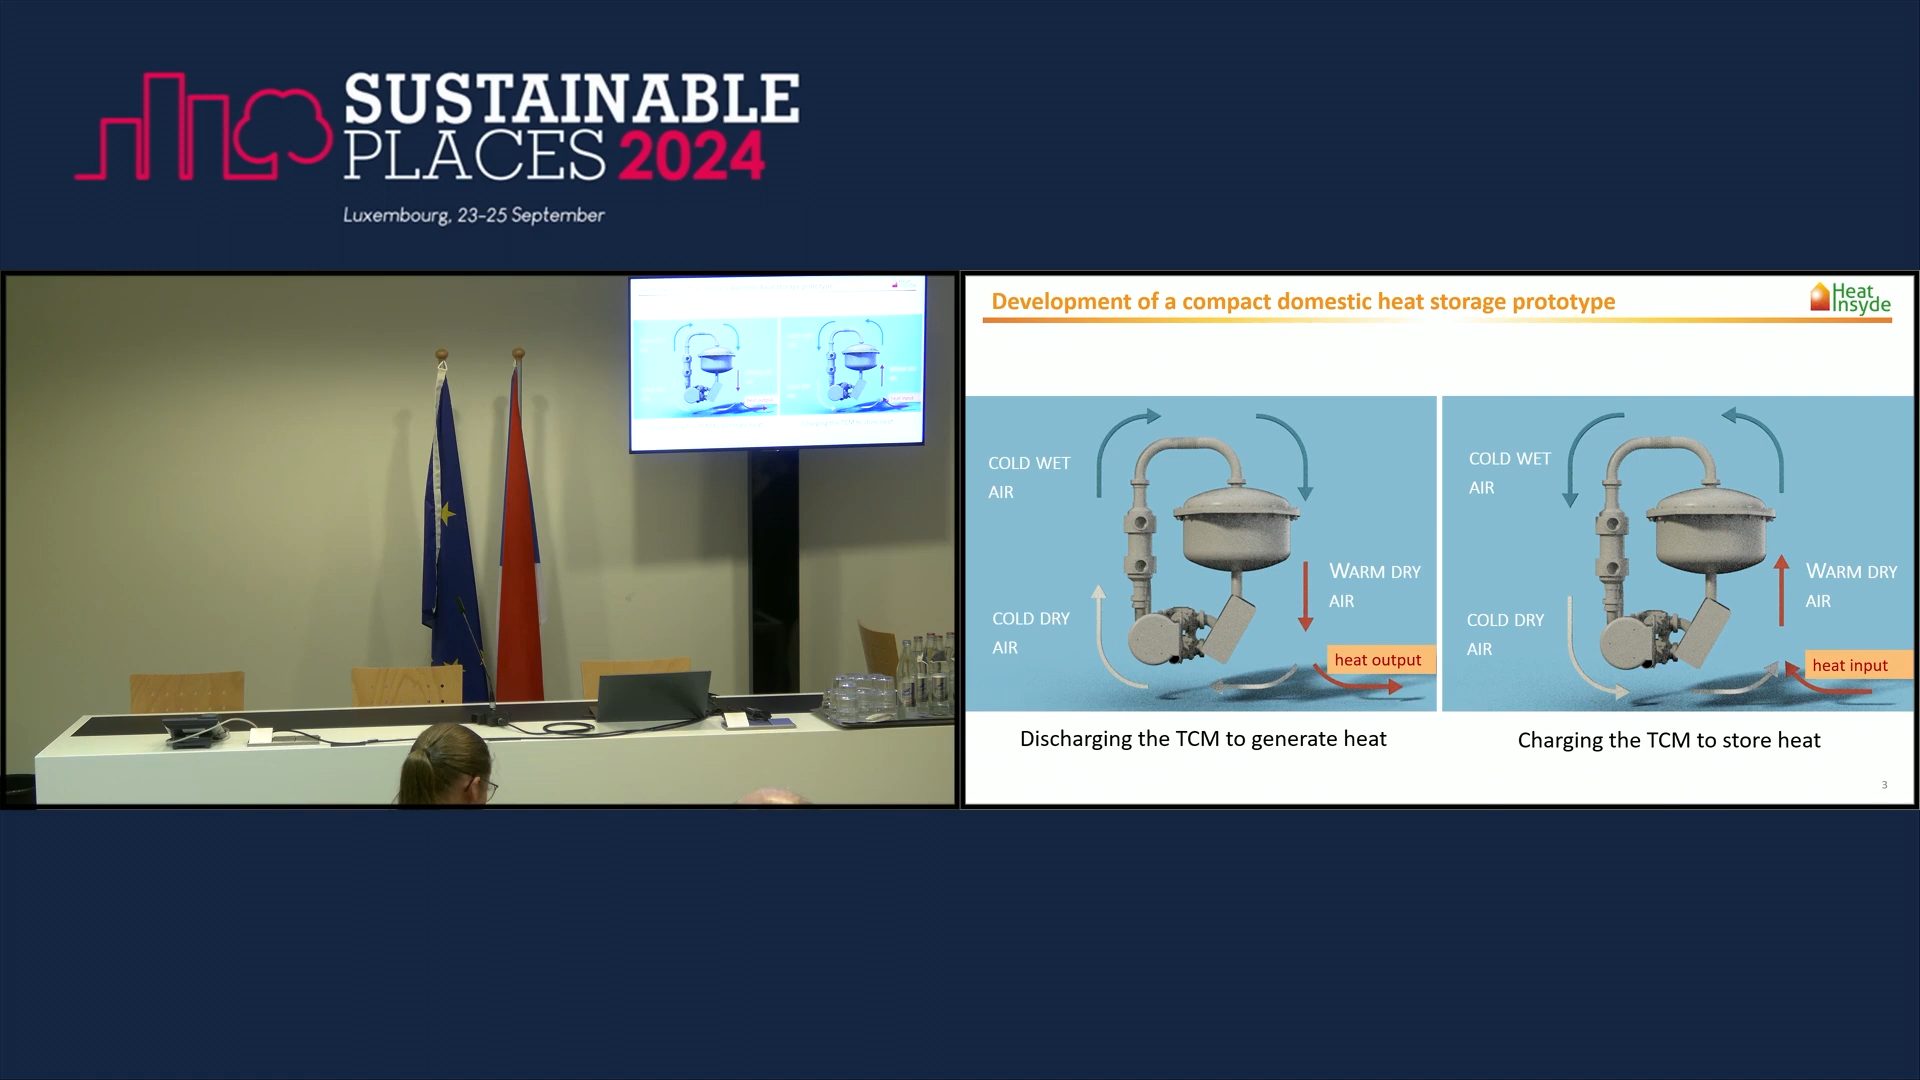 SUSTAINABLE
PLACES 2024
Luxembourg, 23-25 September
Development of a compact domestic heat storage prototype
Heat
Insyde
COLD WET
AIR
WARM DRY
AIR
COLD DRY
AIR
heat output
COLD WET
AIR
WARM DRY
AIR
COLD DRY
AIR
heat input
Discharging the TCM to generate heat
Charging the TCM to store heat
3